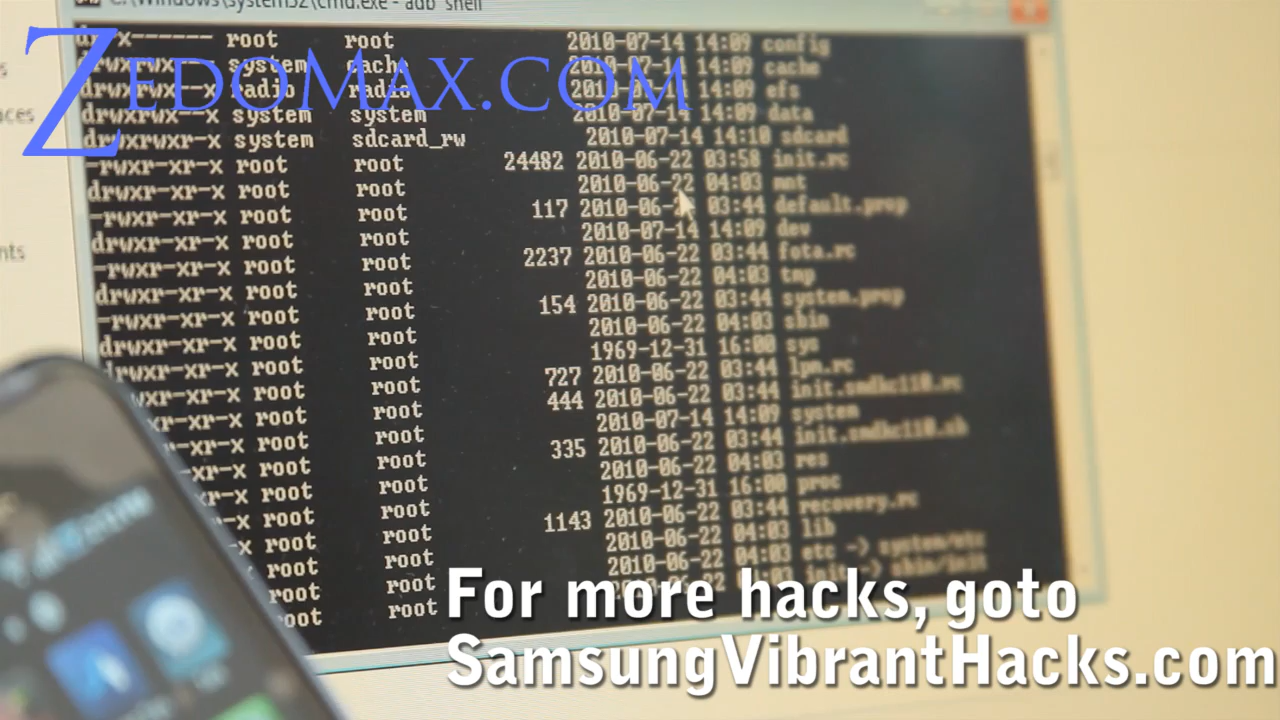 C:\Windows\system32\cmd.exe - adb shell
ZEDOMAX.COM
root root 2010-07-14 14:09 config
drwxrwx--- system cache 2010-07-14 14:09 cache
drwxrwx--x radio radio 2010-07-14 14:09 efs
drwxrwx--x system system 2010-07-14 14:09 data
drwxrwxr-x system sdcard_rw 2010-07-14 14:10 sdcard
-rwxr-xr-x root root 24482 2010-06-22 03:58 init.rc
drwxr-xr-x root root 2010-06-22 04:03 mnt
-rwxr-xr-x root root 117 2010-06-22 03:44 default.prop
drwxr-xr-x root root 2010-07-14 14:09 dev
-rwxr-xr-x root root 2237 2010-06-22 03:44 fota.rc
drwxr-xr-x root root 2010-06-22 04:03 tmp
-rwxr-xr-x root root 154 2010-06-22 03:44 system.prop
drwxr-xr-x root root 2010-06-22 04:03 sbin
drwxr-xr-x root root 1969-12-31 16:00 sys
-xr-x root root 727 2010-06-22 03:44 lpm.rc
-xr-x root root 444 2010-06-22 03:44 init.smdkc110.rc
-xr-x root root 2010-07-14 14:09 system
-xr-x root root 335 2010-06-22 03:44 init.smdkc110.sh
-xr-x root root 2010-06-22 04:03 res
r-x root root 1969-12-31 16:00 proc
-x root root 1143 2010-06-22 03:44 recovery.rc
x root root 2010-06-22 04:03 lib
root root 2010-06-22 04:03 etc -> system/etc
root root 2010-06-22 04:03 init -> sbin/init
For more hacks, goto
SamsungVibrantHacks.com